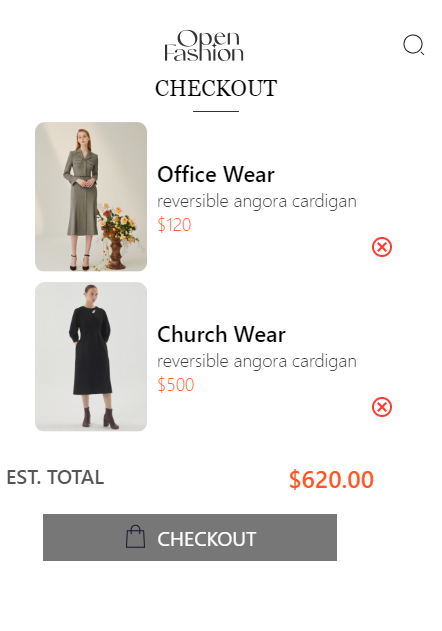 Open
Fashion
CHECKOUT
Office Wear
reversible angora cardigan
$120
Church Wear
reversible angora cardigan
$500
EST. TOTAL
$620.00
CHECKOUT